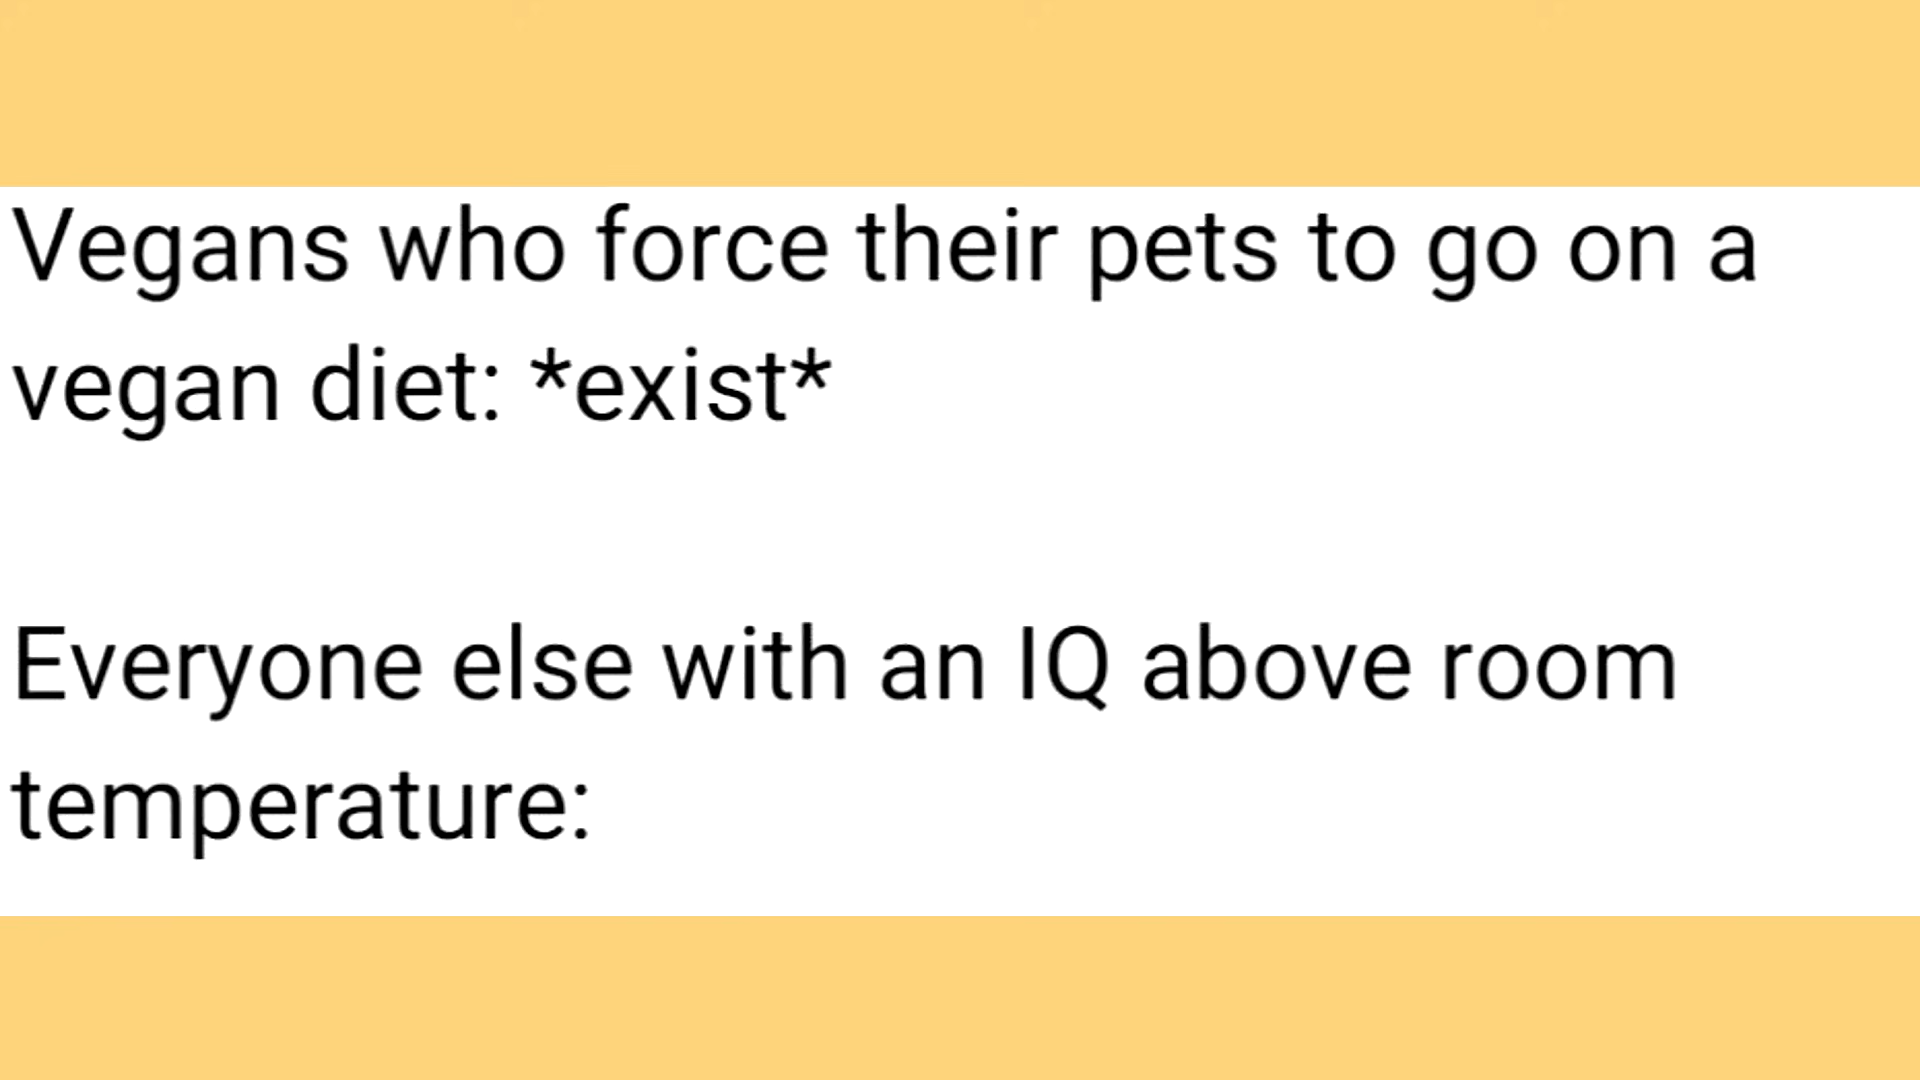 Vegans who force their pets to go on a
vegan diet: *exist*
Everyone else with an IQ above room
temperature: